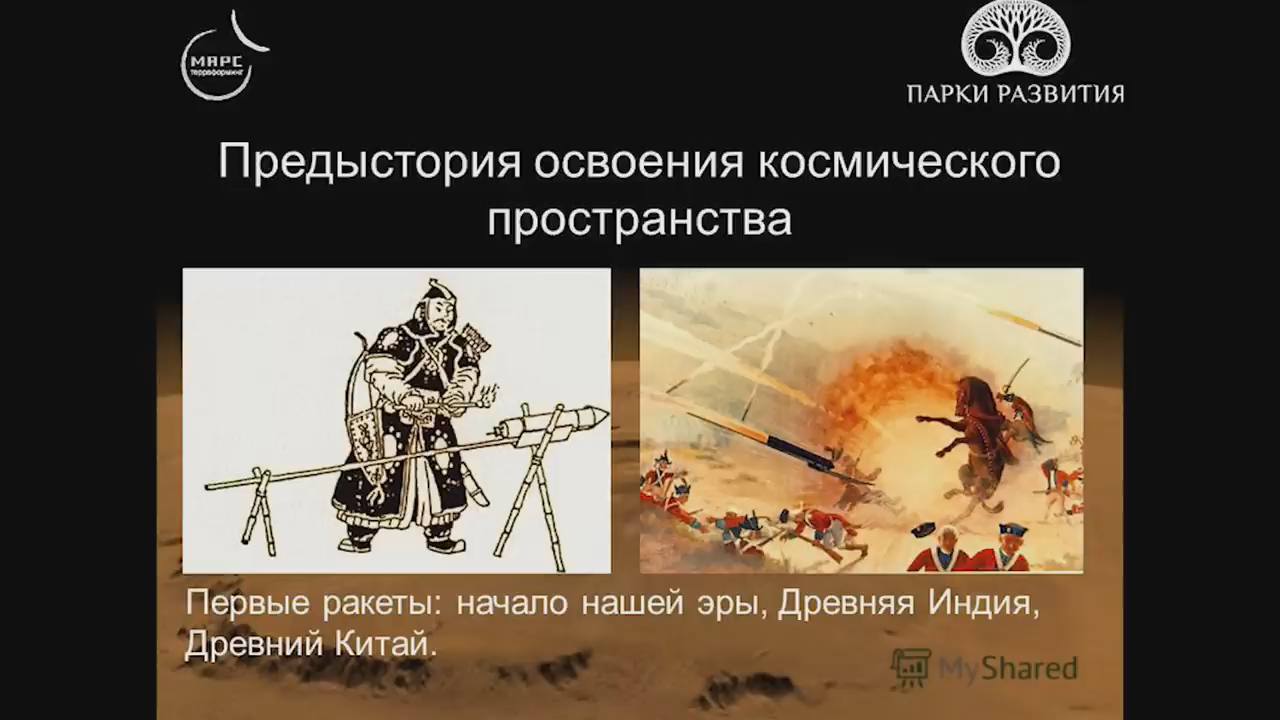 МАРС
терраформинг
ПАРКИ РАЗВИТИЯ
Предыстория освоения космического
пространства
Первые ракеты: начало нашей эры, Древняя Индия,
Древний Китай.
MyShared